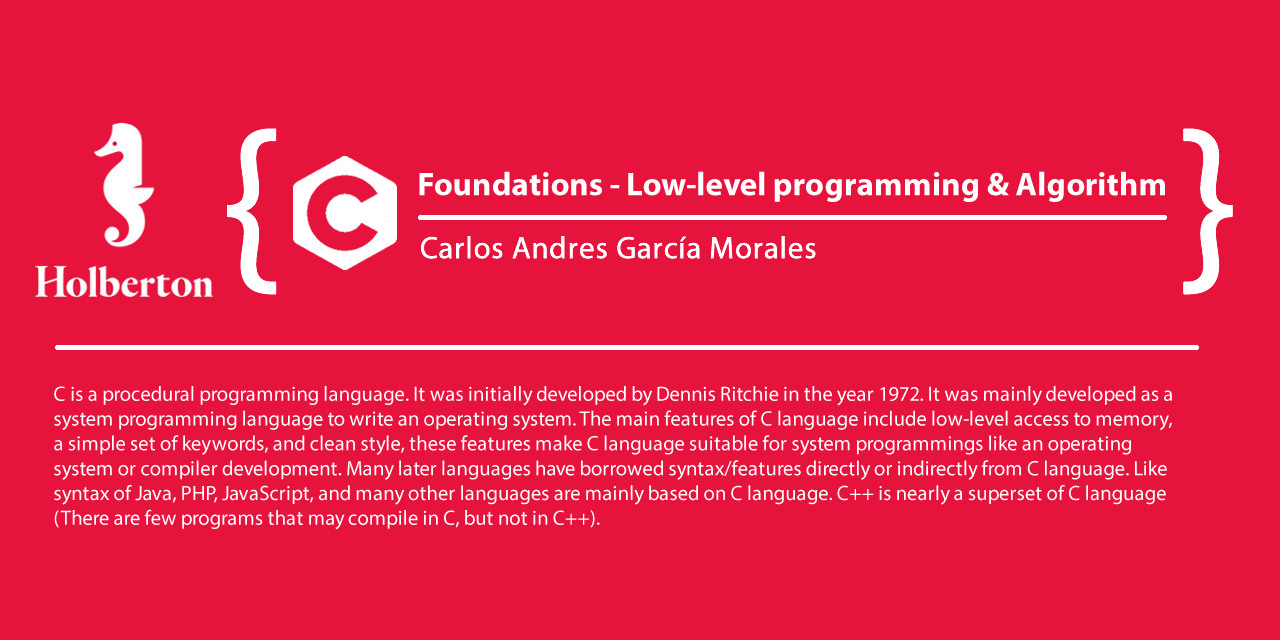 Holberton
{ C }
Foundations - Low-level programming & Algorithm
Carlos Andres García Morales
C is a procedural programming language. It was initially developed by Dennis Ritchie in the year 1972. It was mainly developed as a
system programming language to write an operating system. The main features of C language include low-level access to memory,
a simple set of keywords, and clean style, these features make C language suitable for system programmings like an operating
system or compiler development. Many later languages have borrowed syntax/features directly or indirectly from C language. Like
syntax of Java, PHP, JavaScript, and many other languages are mainly based on C language. C++ is nearly a superset of C language
(There are few programs that may compile in C, but not in C++).